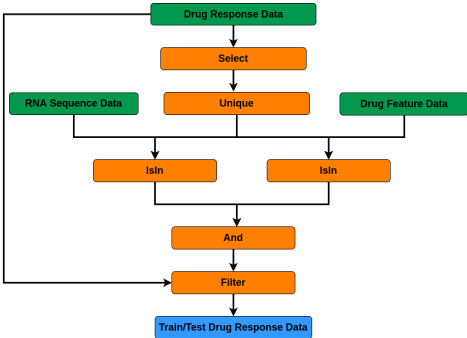 Drug Response Data
Select
RNA Sequence Data
Unique
Drug Feature Data
IsIn
IsIn
And
Filter
Train/Test Drug Response Data